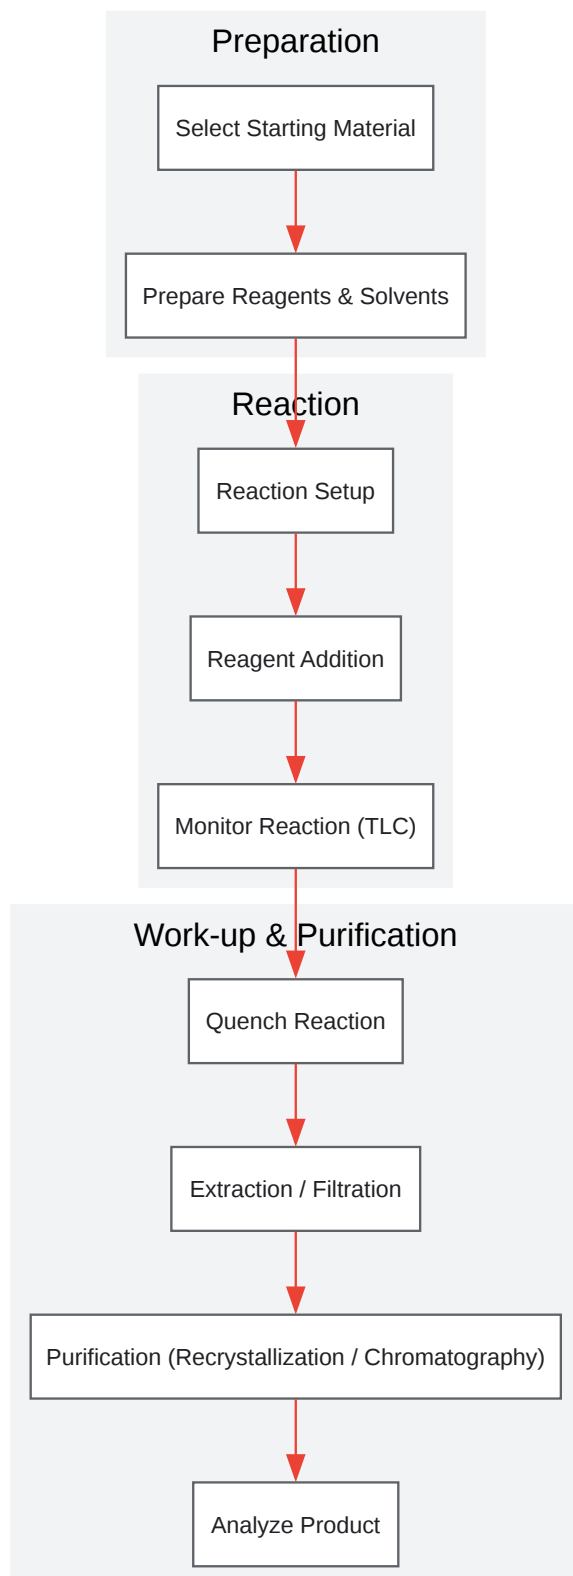 Preparation
Select Starting Material
Prepare Reagents & Solvents
Reaction
Reaction Setup
Reagent Addition
Monitor Reaction (TLC)
Work-up & Purification
Quench Reaction
Extraction / Filtration
Purification (Recrystallization / Chromatography)
Analyze Product